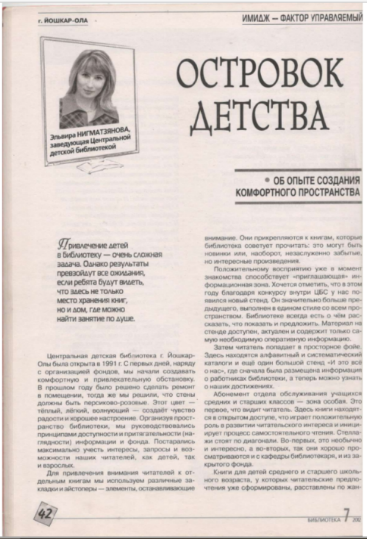 г. ЙОШКАР-ОЛА
ИМИДЖ — ФАКТОР УПРАВЛЯЕМЫЙ
Эльвира НИГМАТЗЯНОВА,
заведующая Центральной
детской библиотекой
ОСТРОВОК
ДЕТСТВА
• ОБ ОПЫТЕ СОЗДАНИЯ
КОМФОРТНОГО ПРОСТРАНСТВА
Привлечение детей
в библиотеку — очень сложная
задача. Однако результаты
превзойдут все ожидания,
если ребята будут видеть,
что здесь не только
место хранения книг,
но и дом, где можно
найти занятие по душе.
Центральная детская библиотека г. Йошкар-
Олы была открыта в 1991 г. С первых дней, наряду
с организацией фондов, мы начали создавать
комфортную и привлекательную обстановку.
В прошлом году было решено сделать ремонт
в помещении, тогда же мы решили, что стены
должны быть персиково-розовые. Этот цвет —
тёплый, лёгкий, волнующий — создаёт чувство
радости и хорошее настроение. Организуя прост-
ранство библиотеки, мы руководствовались
принципами доступности и притягательности (на-
глядности) информации и фонда. Постарались
максимально учесть интересы, запросы и воз-
можности наших читателей, как детей, так
и взрослых.
Для привлечения внимания читателей к от-
дельным книгам мы используем различные за-
кладки и айстоперы — элементы, останавливающие
внимание. Они прикрепляются к книгам, которые
библиотека советует прочитать: это могут быть
новинки или, наоборот, незаслуженно забытые,
но интересные произведения.
Положительному восприятию уже в момент
знакомства способствует «приглашающая» ин-
формационная зона. Хочется отметить, что в этом
году благодаря конкурсу внутри ЦБС у нас по-
явился новый стенд. Он значительно больше пре-
дыдущего, выполнен в едином стиле со всем прост-
ранством. Библиотеке всегда есть о чём рас-
сказать, что показать и предложить. Материал на
стенде доступен, актуален и содержит только са-
мую необходимую оперативную информацию.
Затем читатель попадает в просторное фойе.
Здесь находятся алфавитный и систематический
каталоги и ещё один большой стенд «И это всё
о нас», где сначала была размещена информация
о работниках библиотеки, а теперь можно узнать
о наших достижениях.
Абонемент отдела обслуживания учащихся
средних и старших классов — зона особая. Это
первое, что видит читатель. Здесь книги находят-
ся в открытом доступе, что играет положительную
роль в развитии читательского интереса и иници-
ирует процесс самостоятельного чтения. Стелла-
жи стоят по диагонали. Во-первых, это необычно
и интересно, а во-вторых, так они хорошо про-
сматриваются и с кафедры библиотекаря, и из за-
крытого фонда.
Книги для детей среднего и старшего школь-
ного возраста, у которых читательские предпо-
чтения уже сформированы, расставлены по жан-
42
БИБЛИОТЕКА 7